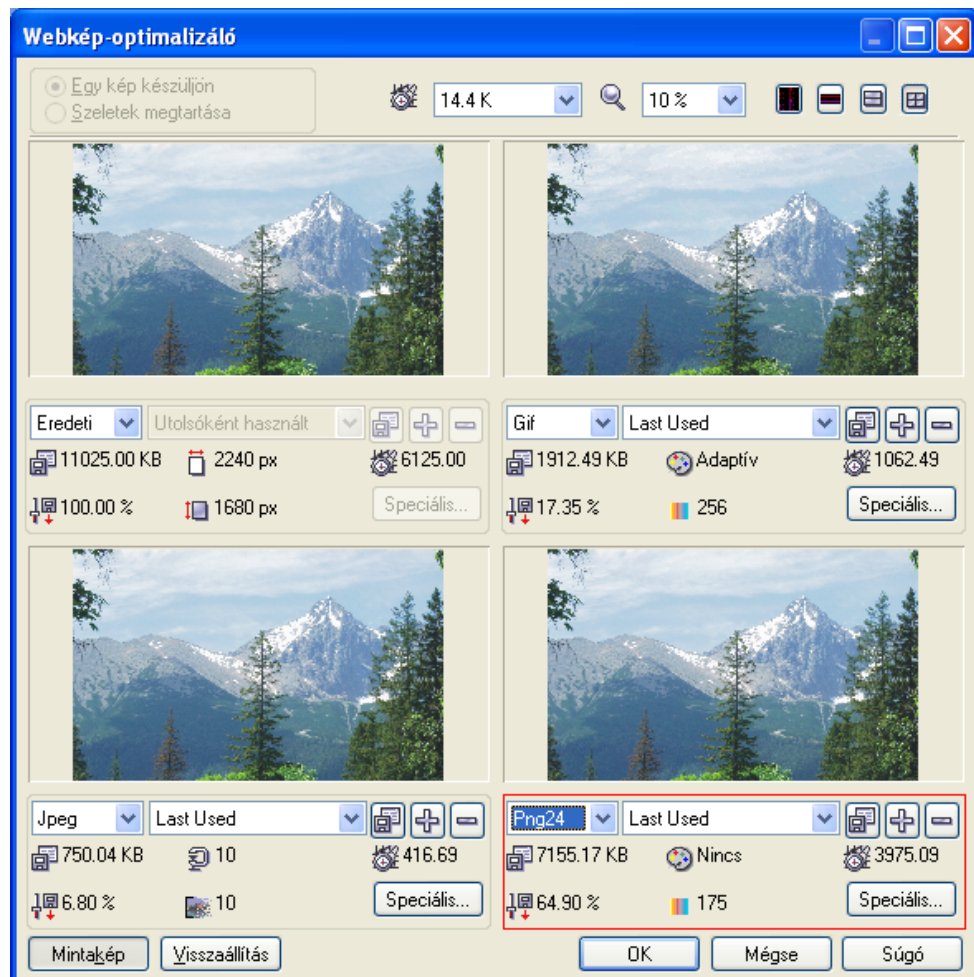 Webkép-optimalizáló
Egy kép készüljön
Szeletek megtartása
14.4 K
10 %
Eredeti
Utolsóként használt
11025.00 KB
2240 px
6125.00
100.00 %
1680 px
Speciális...
Gif
Last Used
1912.49 KB
Adaptív
1062.49
17.35 %
256
Speciális...
Jpeg
Last Used
750.04 KB
10
416.69
6.80 %
10
Speciális...
Png24
Last Used
7155.17 KB
Nincs
3975.09
64.90 %
175
Speciális...
Mintakép
Visszaállítás
OK
Mégse
Súgó